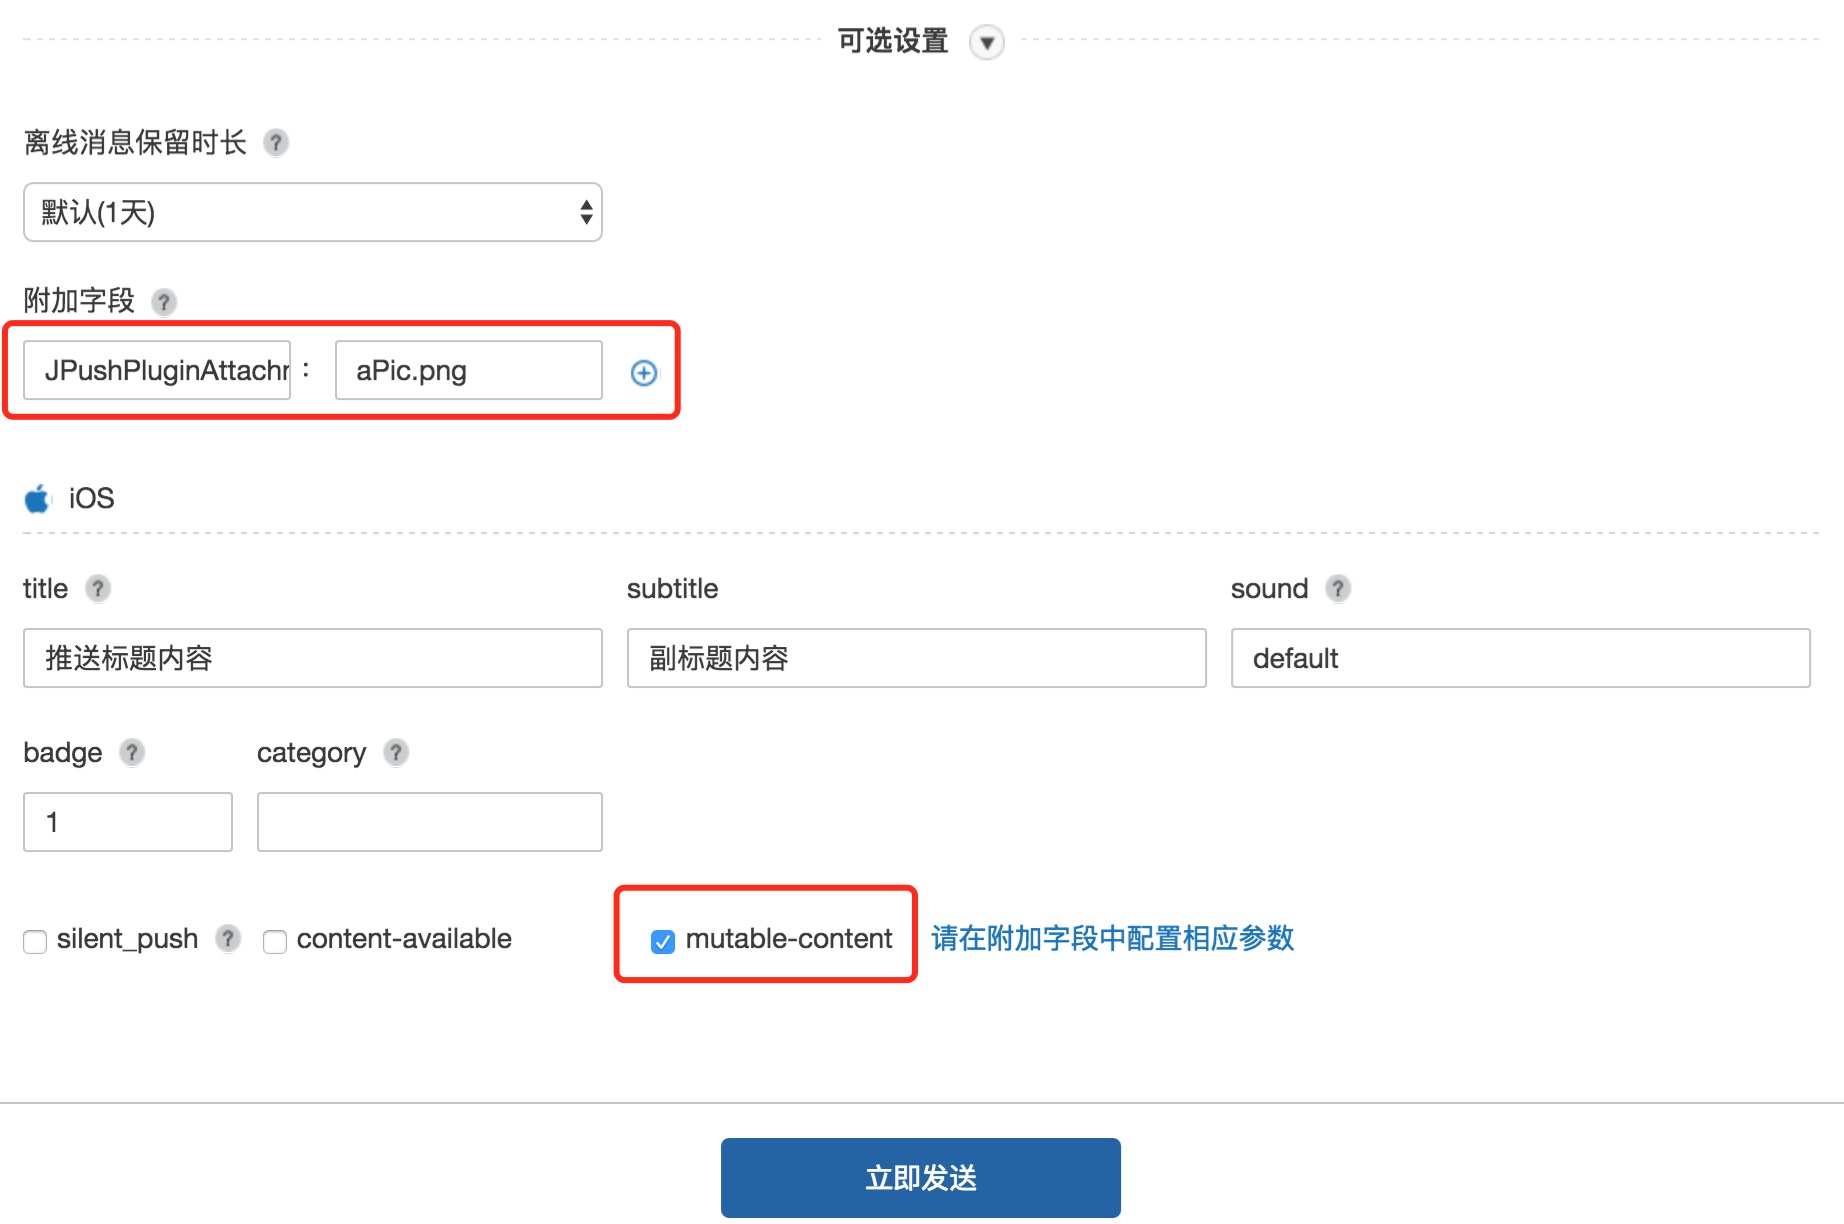 可选设置
离线消息保留时长 ?
默认(1天)
附加字段 ?
JPushPluginAttach : aPic.png
iOS
title ? subtitle sound ?
推送标题内容 副标题内容 default
badge ? category ?
1
silent_push ? content-available mutable-content 请在附加字段中配置相应参数
立即发送